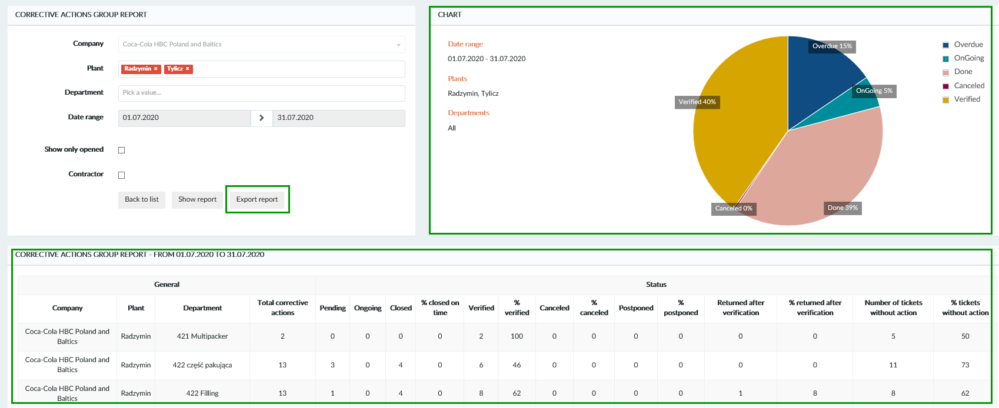 CORRECTIVE ACTIONS GROUP REPORT
Company
Coca-Cola HBC Poland and Baltics
Plant
Radzymin x Tylicz x
Department
Pick a value...
Date range
01.07.2020 > 31.07.2020
Show only opened
Contractor
Back to list Show report Export report
CHART
Date range
01.07.2020 - 31.07.2020
Plants
Radzymin, Tylicz
Departments
All
Overdue 15%
OnGoing 5%
Verified 40%
Canceled 0%
Done 39%
Overdue
OnGoing
Done
Canceled
Verified
CORRECTIVE ACTIONS GROUP REPORT - FROM 01.07.2020 TO 31.07.2020
General Status
Company Plant Department Total corrective actions Pending Ongoing Closed % closed on time Verified % verified Canceled % canceled Postponed % postponed Returned after verification % returned after verification Number of tickets without action % tickets without action
Coca-Cola HBC Poland and Baltics Radzymin 421 Multipacker 2 0 0 0 0 2 100 0 0 0 0 0 0 5 50
Coca-Cola HBC Poland and Baltics Radzymin 422 część pakująca 13 3 0 4 0 6 46 0 0 0 0 0 0 11 73
Coca-Cola HBC Poland and Baltics Radzymin 422 Filling 13 1 0 4 0 8 62 0 0 0 0 1 8 8 62